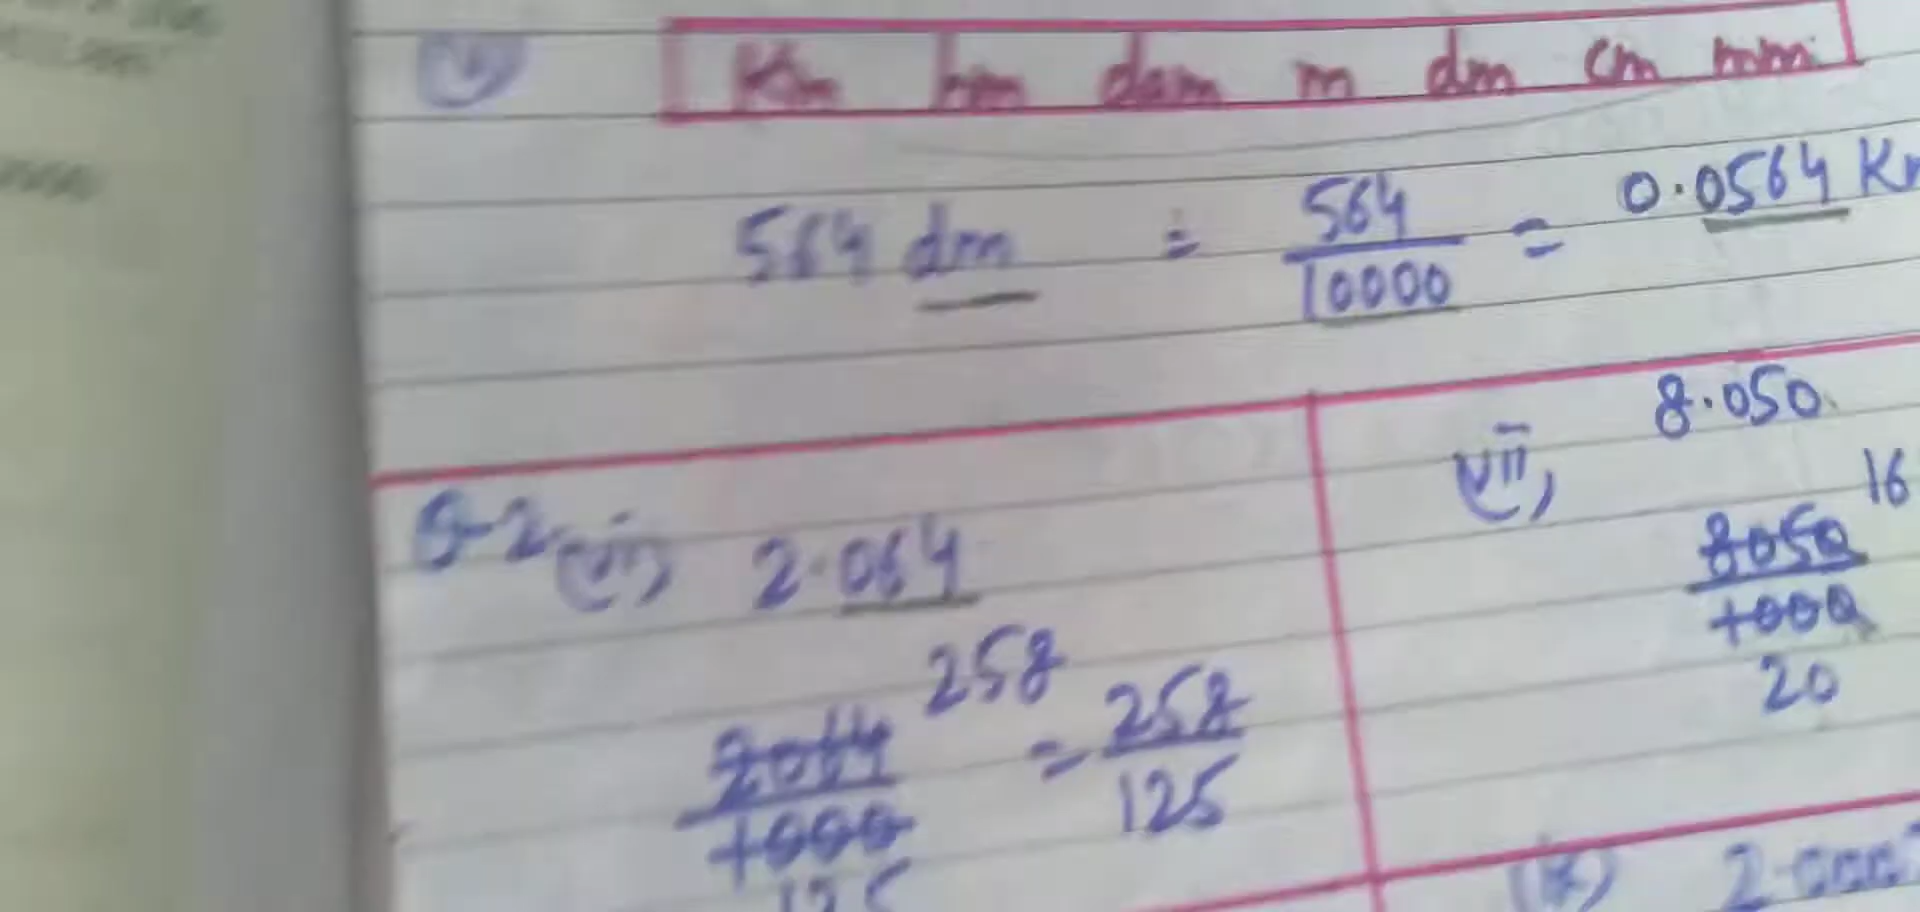 Km hm dam m dm cm mm
564 dm = 564/10000 = 0.0564 Km
2.064
2064/1000 258 125 = 258/125
vii) 8.050
8050/1000 16 20